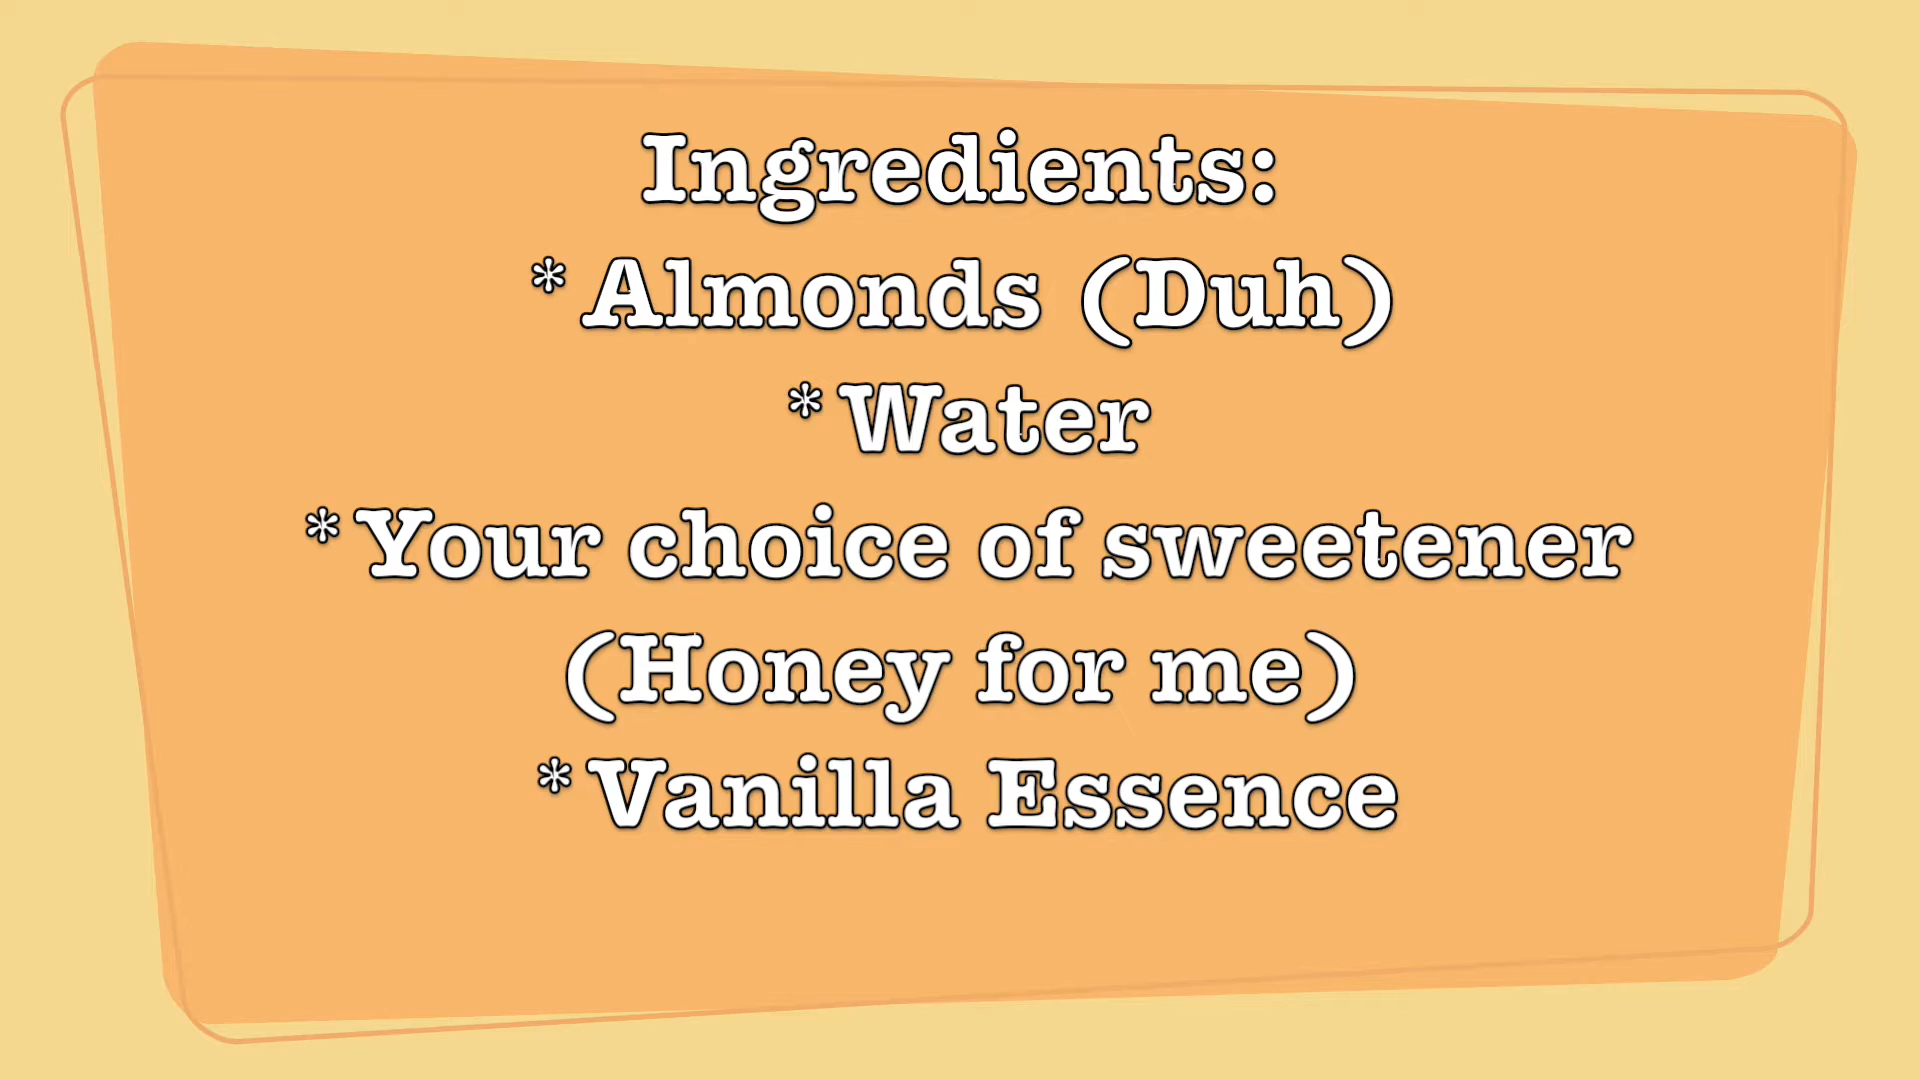 Ingredients:
* Almonds (Duh)
* Water
* Your choice of sweetener
(Honey for me)
* Vanilla Essence